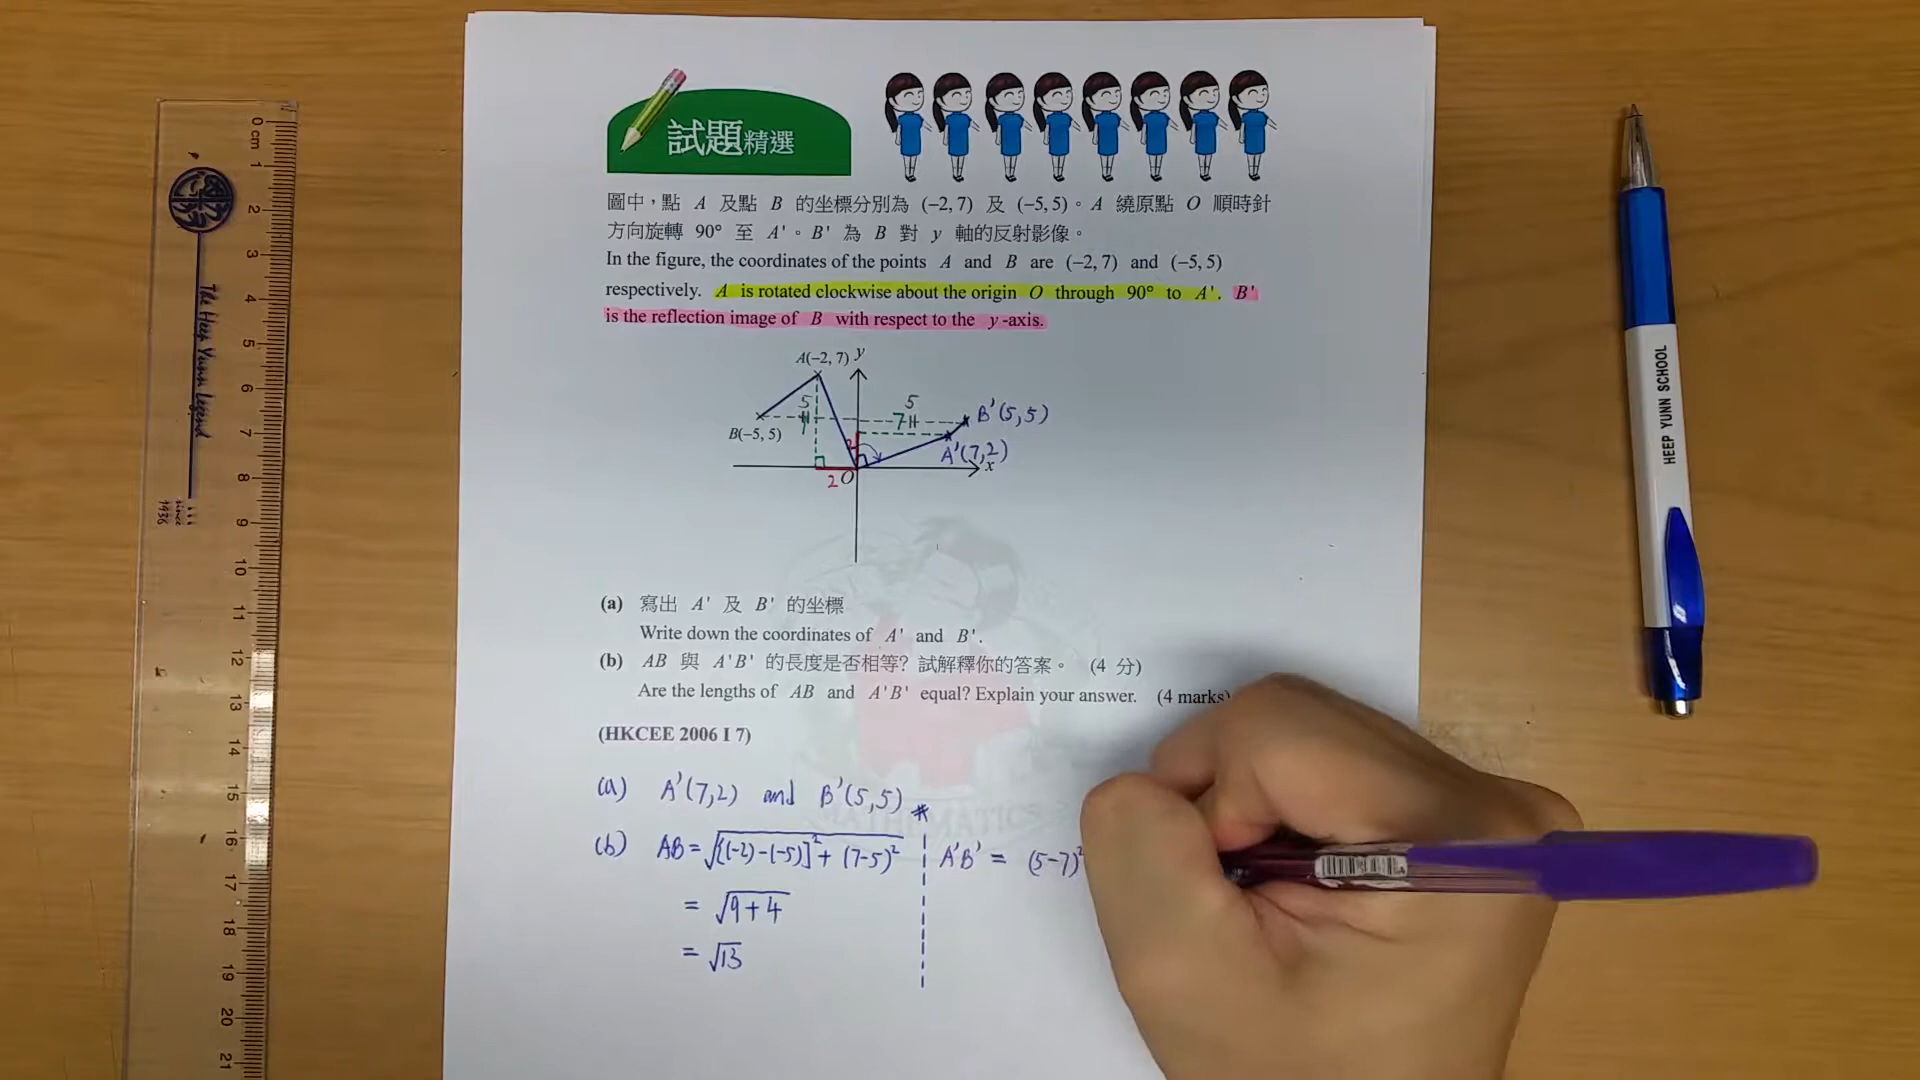 試題精選
圖中，點 A 及點 B 的坐標分別為 (−2, 7) 及 (−5, 5)。A 繞原點 O 順時針
方向旋轉 90° 至 A'。B' 為 B 對 y 軸的反射影像。
In the figure, the coordinates of the points A and B are (−2, 7) and (−5, 5)
respectively. A is rotated clockwise about the origin O through 90° to A'. B'
is the reflection image of B with respect to the y-axis.
A(−2, 7) y
5 5
B'(5,5)
7 7
B(−5, 5)
2
A'(7,2)
x
2 O
(a) 寫出 A' 及 B' 的坐標
Write down the coordinates of A' and B'.
(b) AB 與 A'B' 的長度是否相等? 試解釋你的答案。 (4 分)
Are the lengths of AB and A'B' equal? Explain your answer. (4 marks)
(HKCEE 2006 I 7)
(a) A'(7,2) and B'(5,5) *
(b) AB = √[(-2)-(-5)]² + (7-5)²
= √9+4
= √13
A'B' = (5-7)²
0 cm
1
2
3
4
5
6
7
8
9
10
11
12
13
14
15
16
17
18
19
20
21
The Heep Yunn Legend
since 1936
HEEP YUNN SCHOOL